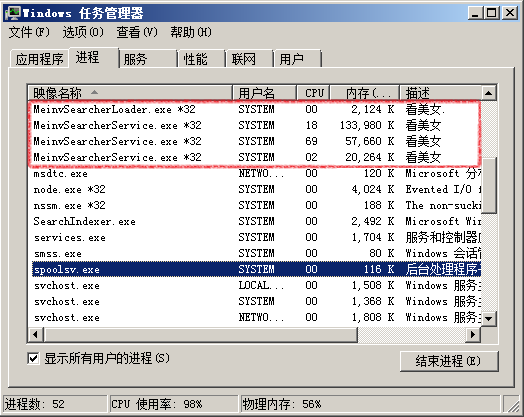 Windows 任务管理器
文件(F) 选项(O) 查看(V) 帮助(H)
应用程序 进程 服务 性能 联网 用户
映像名称 用户名 CPU 内存(... 描述
MeinvSearcherLoader.exe *32 SYSTEM 00 2,124 K 看美女.
MeinvSearcherService.exe *32 SYSTEM 18 133,980 K 看美女
MeinvSearcherService.exe *32 SYSTEM 69 57,660 K 看美女
MeinvSearcherService.exe *32 SYSTEM 02 20,264 K 看美女
msdtc.exe NETWO... 00 120 K Microsoft 分
node.exe *32 SYSTEM 00 4,024 K Evented I/O f
nssm.exe *32 SYSTEM 00 188 K The non-suck
SearchIndexer.exe SYSTEM 00 2,492 K Microsoft Win
services.exe SYSTEM 00 1,704 K 服务和控制器
smss.exe SYSTEM 00 80 K Windows 会话
spoolsv.exe SYSTEM 00 116 K 后台处理程序
svchost.exe LOCAL... 00 1,508 K Windows 服务
svchost.exe SYSTEM 00 1,368 K Windows 服务
svchost.exe NETWO... 00 1,808 K Windows 服务
显示所有用户的进程(S) 结束进程(E)
进程数: 52 CPU 使用率: 98% 物理内存: 56%